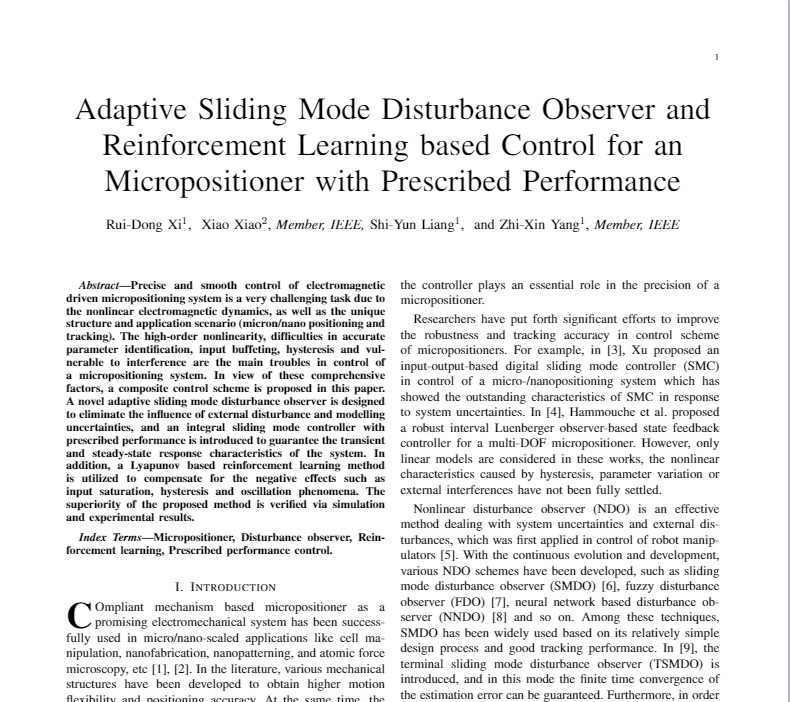 1
Adaptive Sliding Mode Disturbance Observer and
Reinforcement Learning based Control for an
Micropositioner with Prescribed Performance
Rui-Dong Xi1, Xiao Xiao2, Member, IEEE, Shi-Yun Liang1, and Zhi-Xin Yang1, Member, IEEE
Abstract—Precise and smooth control of electromagnetic
driven micropositioning system is a very challenging task due to
the nonlinear electromagnetic dynamics, as well as the unique
structure and application scenario (micron/nano positioning and
tracking). The high-order nonlinearity, difficulties in accurate
parameter identification, input buffeting, hysteresis and vul-
nerable to interference are the main troubles in control of
a micropositioning system. In view of these comprehensive
factors, a composite control scheme is proposed in this paper.
A novel adaptive sliding mode disturbance observer is designed
to eliminate the influence of external disturbance and modelling
uncertainties, and an integral sliding mode controller with
prescribed performance is introduced to guarantee the transient
and steady-state response characteristics of the system. In
addition, a Lyapunov based reinforcement learning method
is utilized to compensate for the negative effects such as
input saturation, hysteresis and oscillation phenomena. The
superiority of the proposed method is verified via simulation
and experimental results.
Index Terms—Micropositioner, Disturbance observer, Rein-
forcement learning, Prescribed performance control.
I. INTRODUCTION
COmpliant mechanism based micropositioner as a
promising electromechanical system has been success-
fully used in micro/nano-scaled applications like cell ma-
nipulation, nanofabrication, nanopatterning, and atomic force
microscopy, etc [1], [2]. In the literature, various mechanical
structures have been developed to obtain higher motion
flexibility and positioning accuracy. At the same time, the
the controller plays an essential role in the precision of a
micropositioner.
Researchers have put forth significant efforts to improve
the robustness and tracking accuracy in control scheme
of micropositioners. For example, in [3], Xu proposed an
input-output-based digital sliding mode controller (SMC)
in control of a micro-/nanopositioning system which has
showed the outstanding characteristics of SMC in response
to system uncertainties. In [4], Hammouche et al. proposed
a robust interval Luenberger observer-based state feedback
controller for a multi-DOF micropositioner. However, only
linear models are considered in these works, the nonlinear
characteristics caused by hysteresis, parameter variation or
external interferences have not been fully settled.
Nonlinear disturbance observer (NDO) is an effective
method dealing with system uncertainties and external dis-
turbances, which was first applied in control of robot manip-
ulators [5]. With the continuous evolution and development,
various NDO schemes have been developed, such as sliding
mode disturbance observer (SMDO) [6], fuzzy disturbance
observer (FDO) [7], neural network based disturbance ob-
server (NNDO) [8] and so on. Among these techniques,
SMDO has been widely used based on its relatively simple
design process and good tracking performance. In [9], the
terminal sliding mode disturbance observer (TSMDO) is
introduced, and in this mode the finite time convergence of
the estimation error can be guaranteed. Furthermore, in order